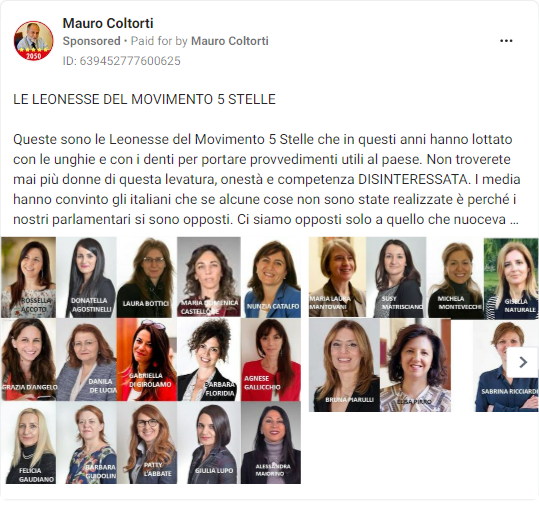 Mauro Coltorti
Sponsored • Paid for by Mauro Coltorti
ID: 639452777600625
2050
LE LEONESSE DEL MOVIMENTO 5 STELLE
Queste sono le Leonesse del Movimento 5 Stelle che in questi anni hanno lottato
con le unghie e con i denti per portare provvedimenti utili al paese. Non troverete
mai più donne di questa levatura, onestà e competenza DISINTERESSATA. I media
hanno convinto gli italiani che se alcune cose non sono state realizzate è perché i
nostri parlamentari si sono opposti. Ci siamo opposti solo a quello che nuoceva ...
ROSSELLA
ACCOTO
DONATELLA
AGOSTINELLI
LAURA BOTTICI
MARIA DOMENICA
CASTELLONE
NUNZIA CATALFO
MARIA LAURA
MANTOVANI
SUSY
MATRISCIANO
MICHELA
MONTEVECCHI
GISELLA
NATURALE
GRAZIA D'ANGELO
DANILA
DE LUCIA
GABRIELLA
DI GIROLAMO
BARBARA
FLORIDIA
AGNESE
GALLICCHIO
BRUNA PIARULLI
ELISA PIRRO
SABRINA RICCIARDI
FELICIA
GAUDIANO
BARBARA
GUIDOLIN
PATTY
L'ABBATE
GIULIA LUPO
ALESSANDRA
MAIORINO